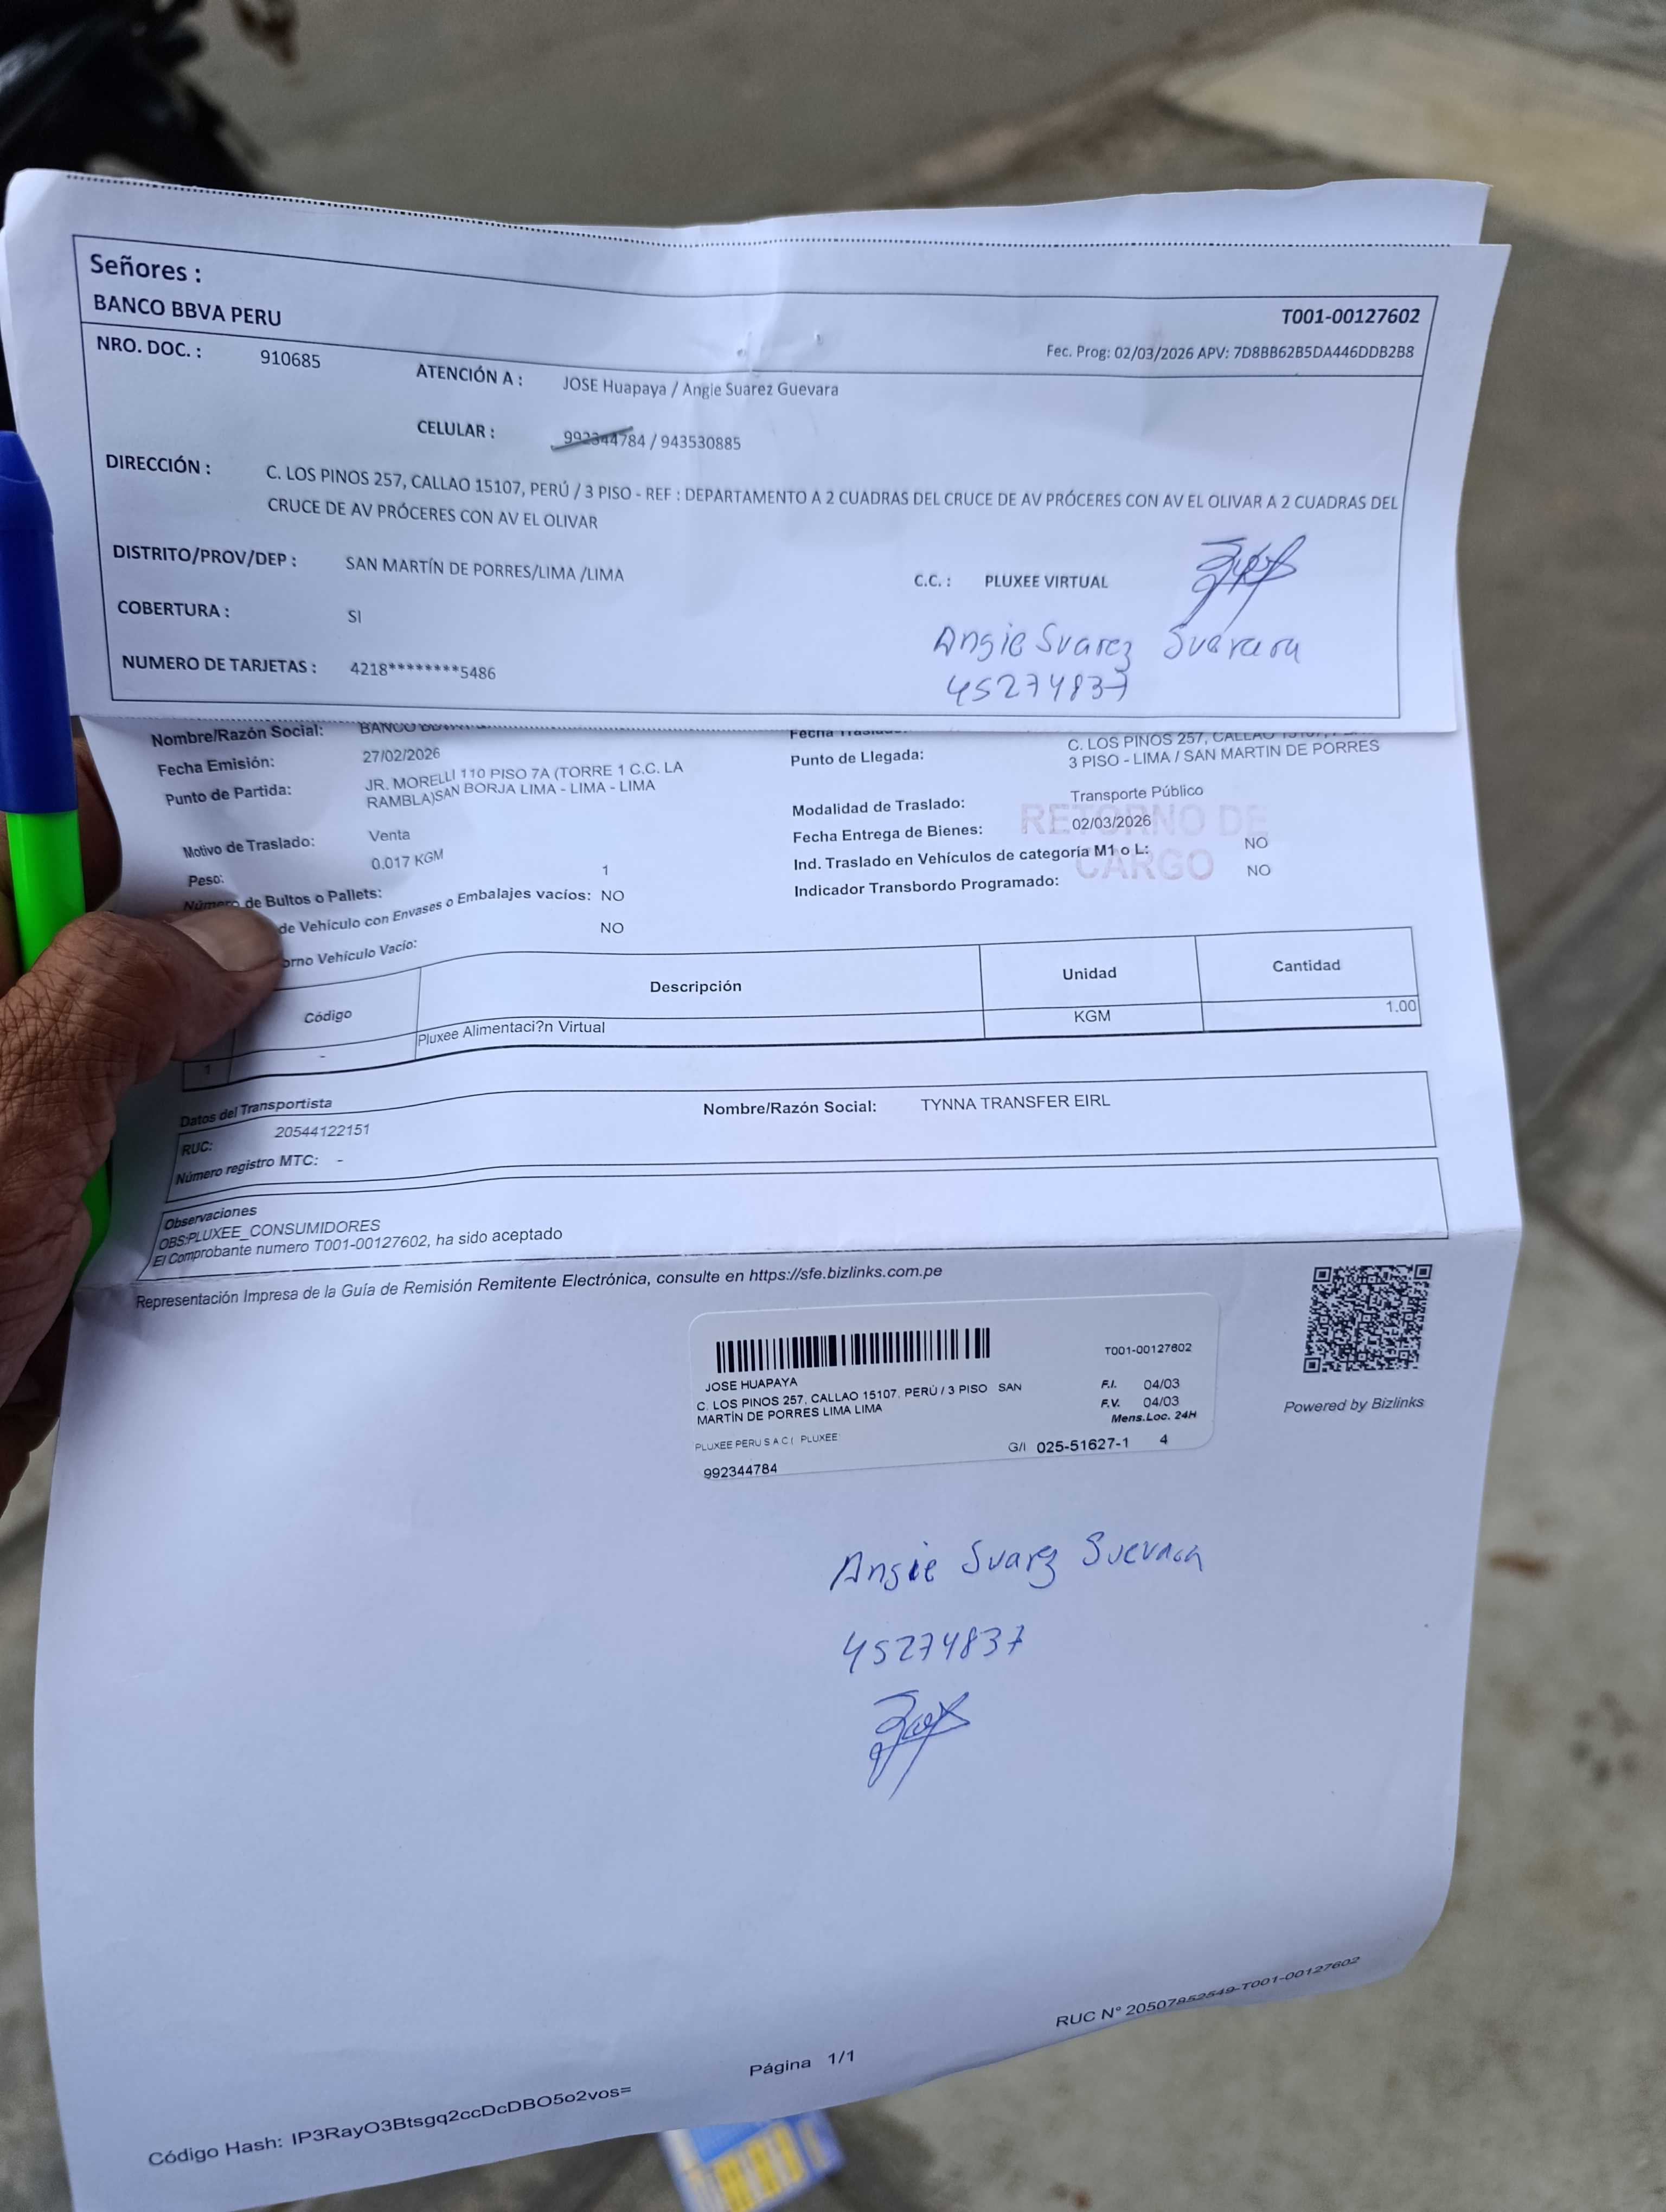 Señores :
BANCO BBVA PERU
T001-00127602
NRO. DOC. : 910685
Fec. Prog: 02/03/2026 APV: 7D8BB62B5DA446DDB2B8
ATENCIÓN A : JOSE Huapaya / Angie Suarez Guevara
CELULAR : 992344784 / 943530885
DIRECCIÓN : C. LOS PINOS 257, CALLAO 15107, PERÚ / 3 PISO - REF : DEPARTAMENTO A 2 CUADRAS DEL CRUCE DE AV PRÓCERES CON AV EL OLIVAR A 2 CUADRAS DEL
CRUCE DE AV PRÓCERES CON AV EL OLIVAR
DISTRITO/PROV/DEP : SAN MARTÍN DE PORRES/LIMA /LIMA
C.C. : PLUXEE VIRTUAL
COBERTURA : SI
Angie Suarez
NUMERO DE TARJETAS : 4218********5486
45274837
Nombre/Razón Social: BANCO
Fecha Emisión: 27/02/2026
Punto de Partida: JR. MORELLI 110 PISO 7A (TORRE 1 C.C. LA
RAMBLA)SAN BORJA LIMA - LIMA - LIMA
Motivo de Traslado: Venta
Peso: 0.017 KGM
Número de Bultos o Pallets: 1
de Vehículo con Envases o Embalajes vacíos: NO
orno Vehículo Vacío: NO
Punto de Llegada: C. LOS PINOS 257, CALLAO
3 PISO - LIMA / SAN MARTIN DE PORRES
Modalidad de Traslado: Transporte Público
Fecha Entrega de Bienes: 02/03/2026
Ind. Traslado en Vehículos de categoría M1 o L: NO
Indicador Transbordo Programado: NO
RETORNO DE
CARGO
Código Descripción Unidad Cantidad
1 - Pluxee Alimentaci?n Virtual KGM 1.00
Datos del Transportista
RUC: 20544122151
Nombre/Razón Social: TYNNA TRANSFER EIRL
Número registro MTC: -
Observaciones
OBS:PLUXEE_CONSUMIDORES
El Comprobante numero T001-00127602, ha sido aceptado
Representación Impresa de la Guía de Remisión Remitente Electrónica, consulte en https://sfe.bizlinks.com.pe
T001-00127602
JOSE HUAPAYA
C. LOS PINOS 257, CALLAO 15107, PERÚ / 3 PISO SAN
MARTÍN DE PORRES LIMA LIMA
F.I. 04/03
F.V. 04/03
Mens.Loc. 24H
PLUXEE PERU S A C ( PLUXEE
G/I 025-51627-1 4
992344784
Powered by Bizlinks
Angie Suarez
45274837
RUC N° 20507852549-T001-00127602
Página 1/1
Código Hash: IP3RayO3Btsgq2ccDcDBO5o2vos=